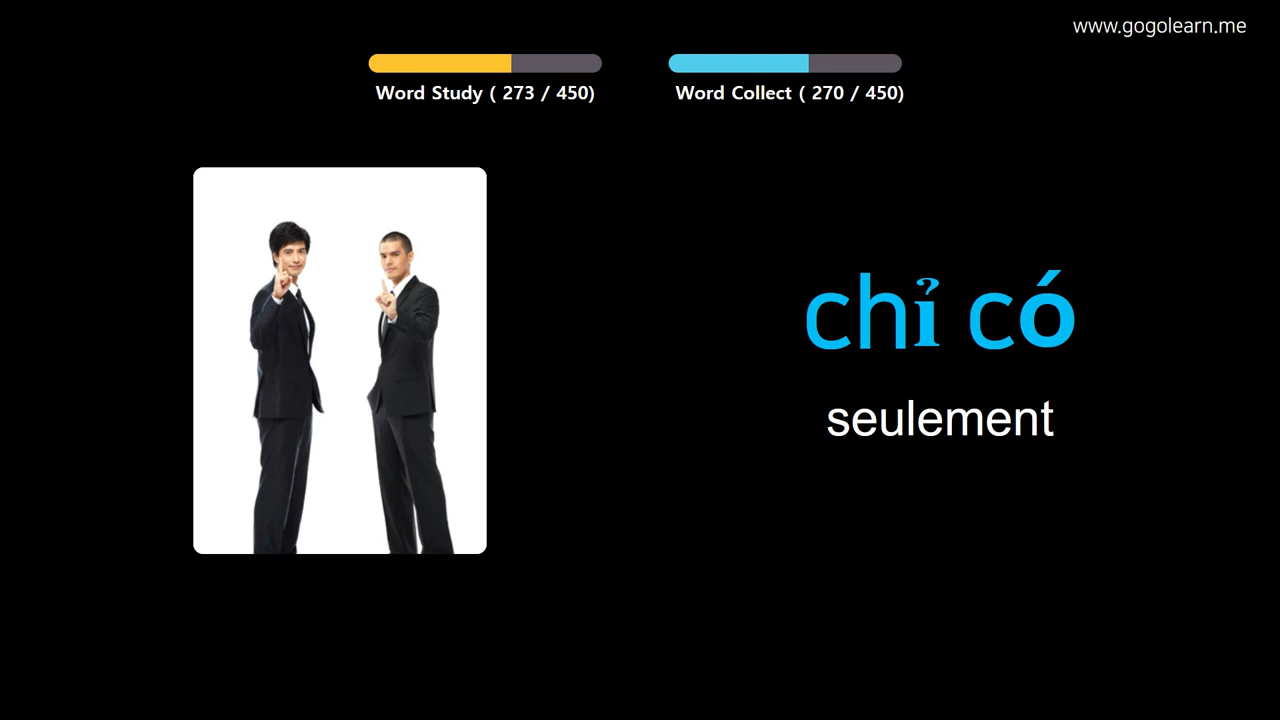 www.gogolearn.me
Word Study ( 273 / 450)
Word Collect ( 270 / 450)
chỉ có
seulement